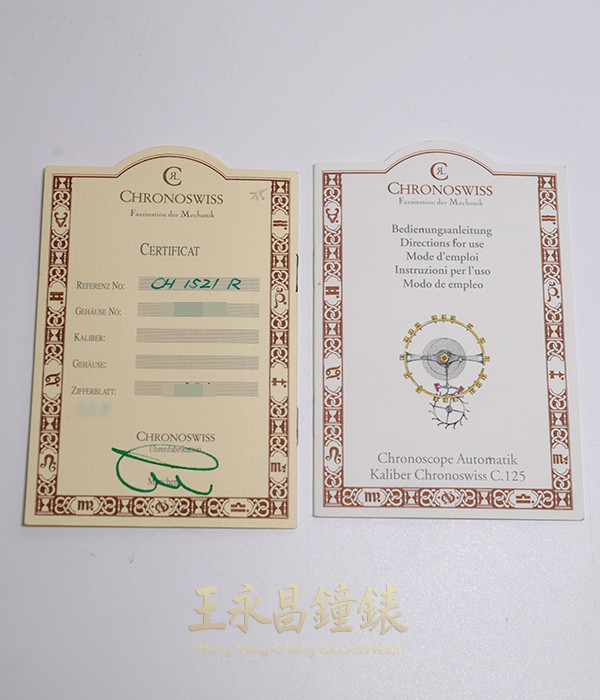 CHRONOSWISS
Faszination der Mechanik
CERTIFICAT
REFERENZ NO: CH 1521 R
GEHÄUSE NO:
KALIBER:
GEHÄUSE:
ZIFFERBLATT:
CHRONOSWISS
Uhrenfabrikation
CHRONOSWISS
Faszination der Mechanik
Bedienungsanleitung
Directions for use
Mode d'emploi
Instruzioni per l'uso
Modo de empleo
Chronoscope Automatik
Kaliber Chronoswiss C.125
王永昌鐘錶